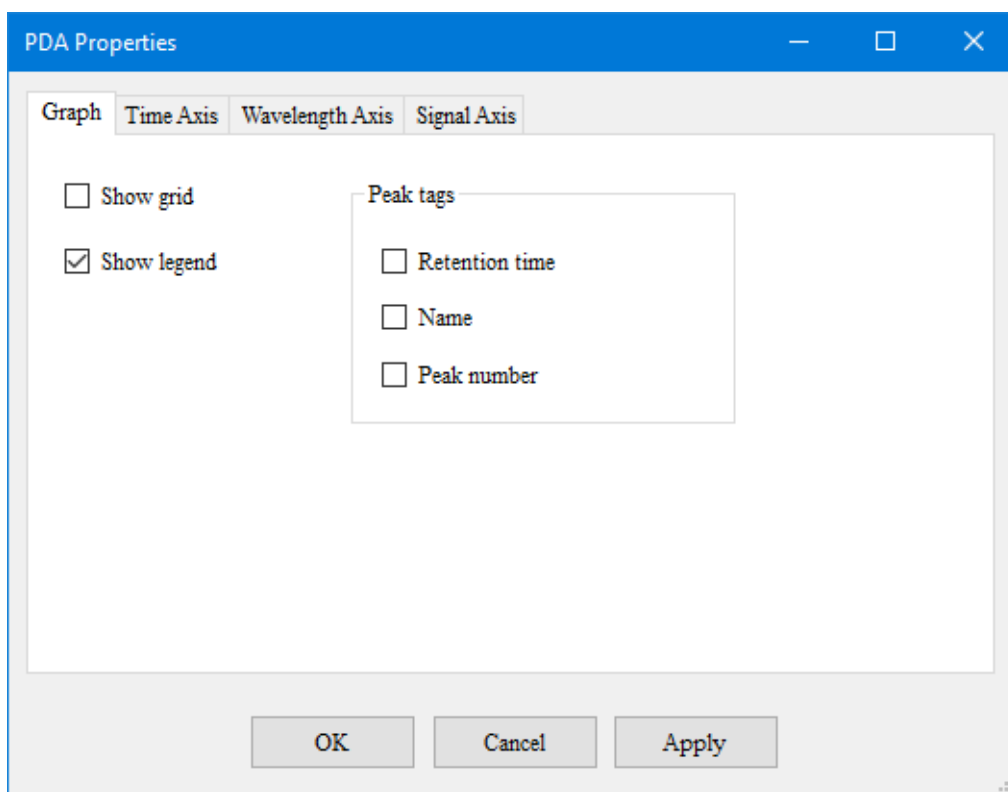 PDA Properties
Graph Time Axis Wavelength Axis Signal Axis
Show grid
Show legend
Peak tags
Retention time
Name
Peak number
OK Cancel Apply